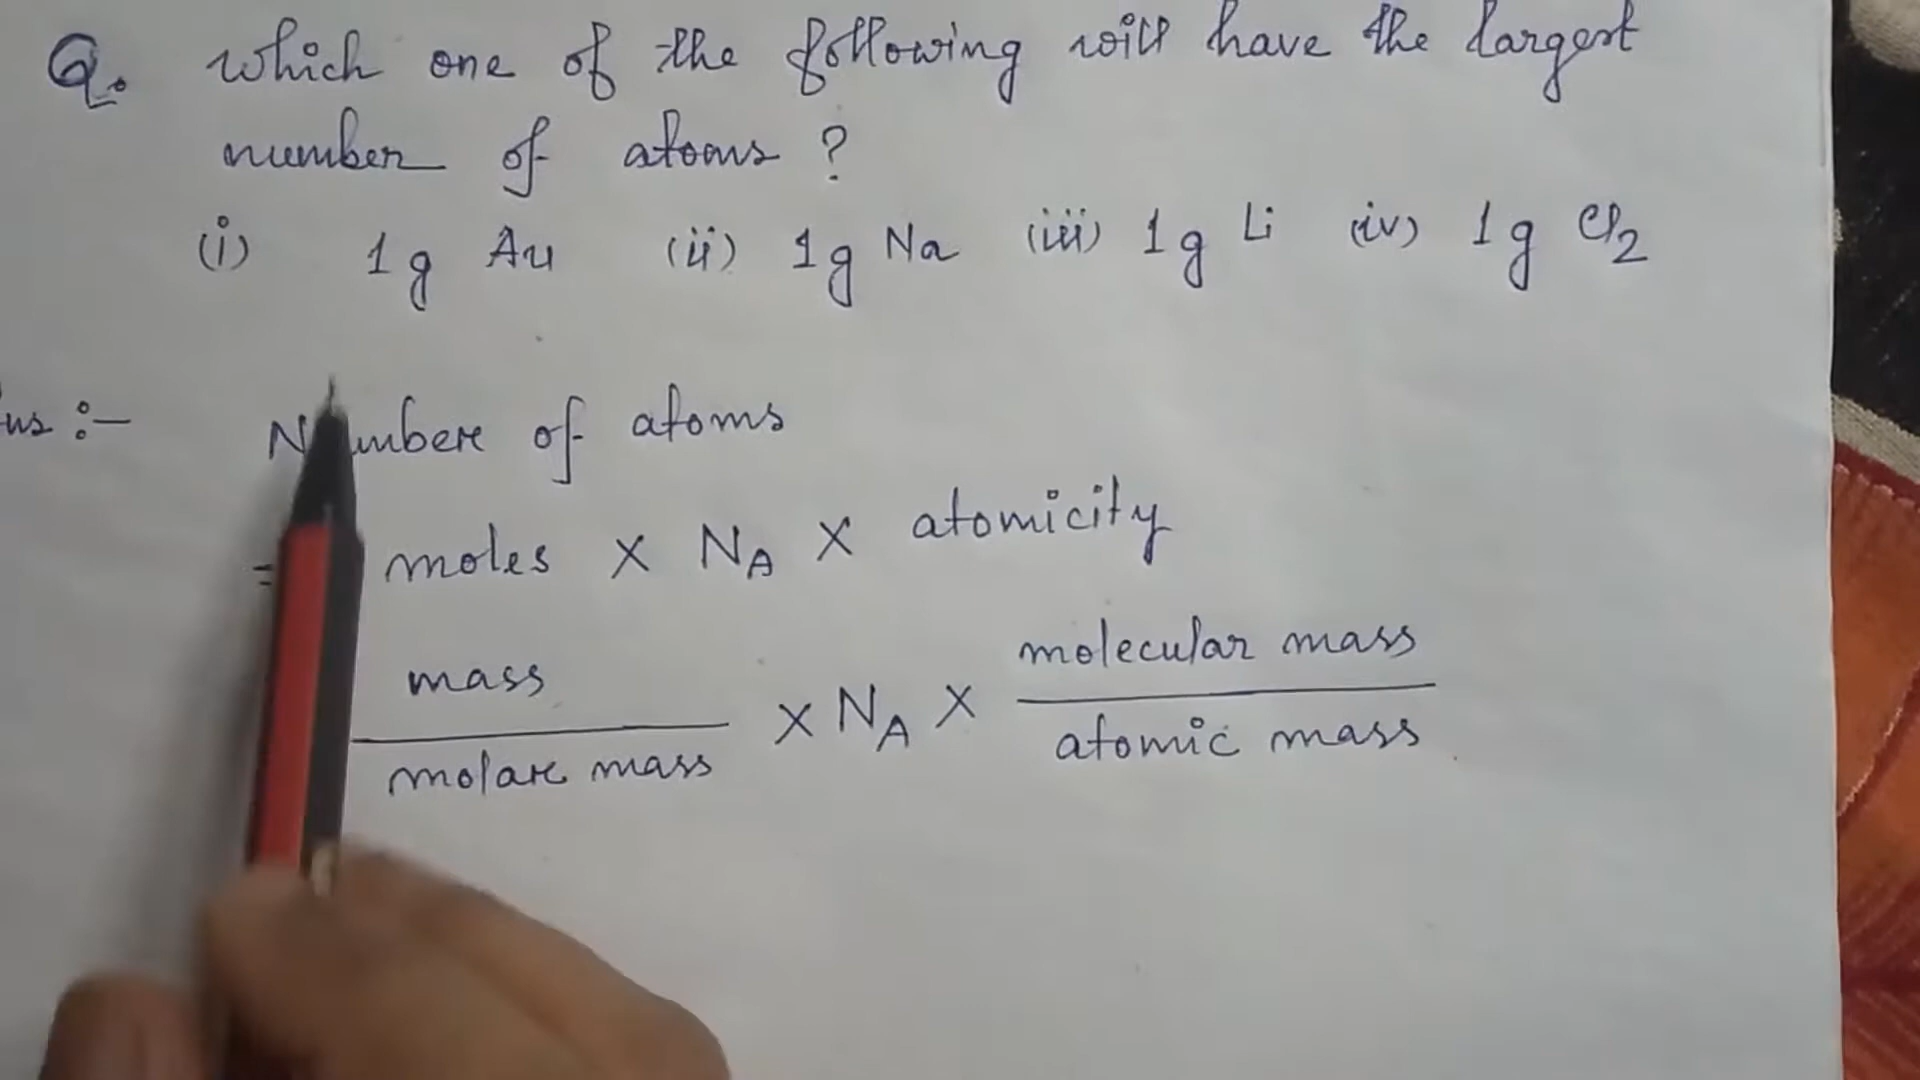 Q. which one of the following will have the largest
number of atoms ?
(i) 1g Au (ii) 1g Na (iii) 1g Li (iv) 1g Cl2
:- Number of atoms
= moles X NA X atomicity
mass / molar mass X NA X molecular mass / atomic mass